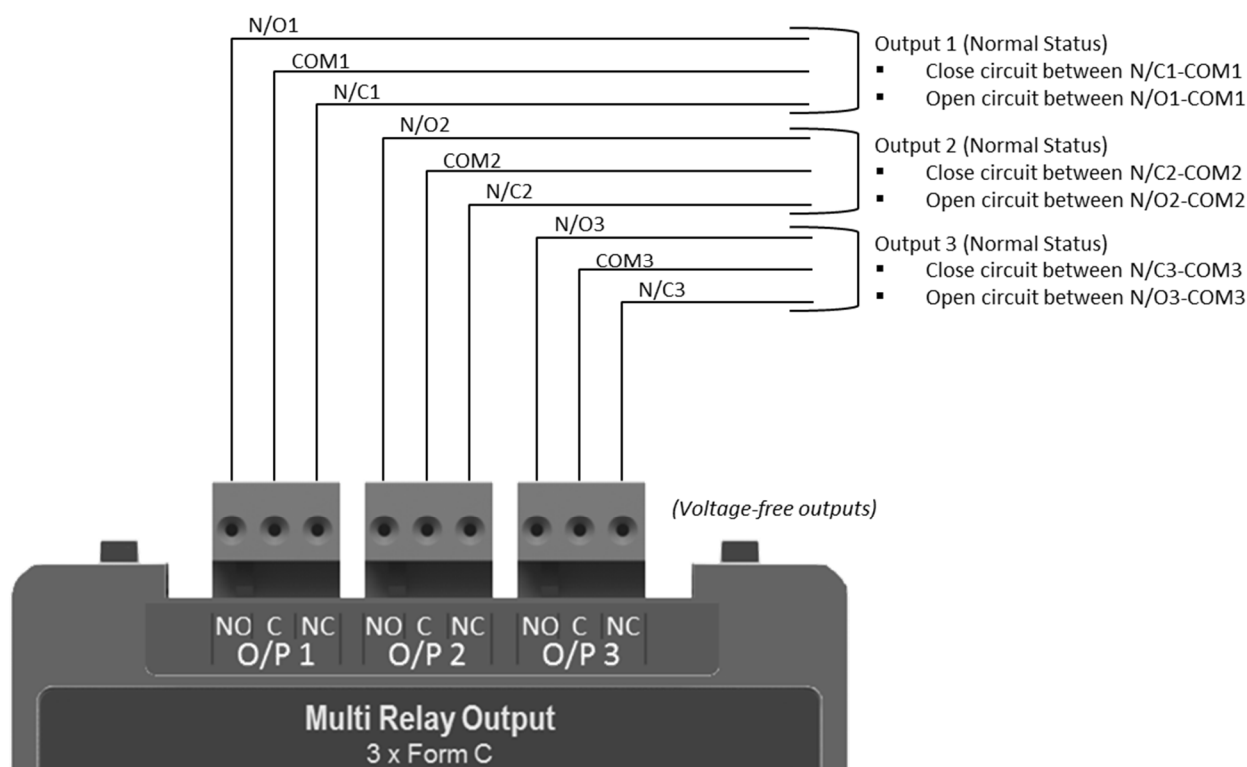 N/O1
COM1
N/C1
Output 1 (Normal Status)
▪ Close circuit between N/C1-COM1
▪ Open circuit between N/O1-COM1
N/O2
COM2
N/C2
Output 2 (Normal Status)
▪ Close circuit between N/C2-COM2
▪ Open circuit between N/O2-COM2
N/O3
COM3
N/C3
Output 3 (Normal Status)
▪ Close circuit between N/C3-COM3
▪ Open circuit between N/O3-COM3
(Voltage-free outputs)
NO C NC
O/P 1
NO C NC
O/P 2
NO C NC
O/P 3
Multi Relay Output
3 x Form C